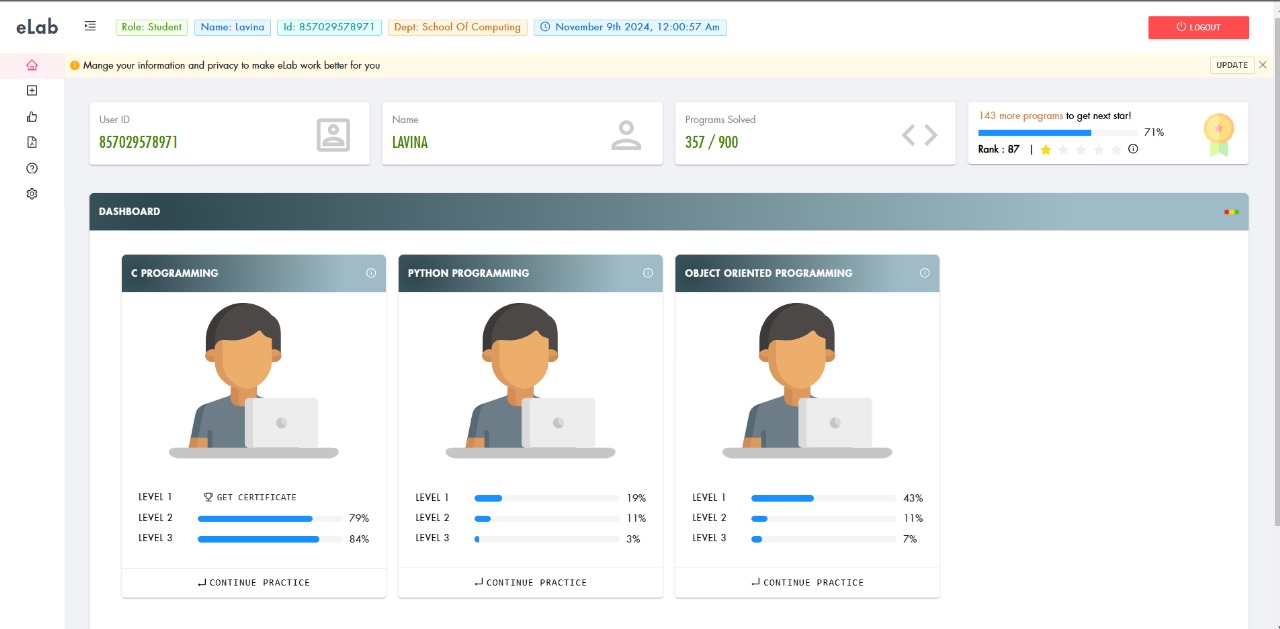 eLab Role: Student Name: Lavina Id: 857029578971 Dept: School Of Computing November 9th 2024, 12:00:57 Am LOGOUT
Mange your information and privacy to make eLab work better for you UPDATE
User ID
857029578971
Name
LAVINA
Programs Solved
357 / 900
143 more programs to get next star!
71%
Rank : 87 |
DASHBOARD
C PROGRAMMING
LEVEL 1 GET CERTIFICATE
LEVEL 2 79%
LEVEL 3 84%
CONTINUE PRACTICE
PYTHON PROGRAMMING
LEVEL 1 19%
LEVEL 2 11%
LEVEL 3 3%
CONTINUE PRACTICE
OBJECT ORIENTED PROGRAMMING
LEVEL 1 43%
LEVEL 2 11%
LEVEL 3 7%
CONTINUE PRACTICE